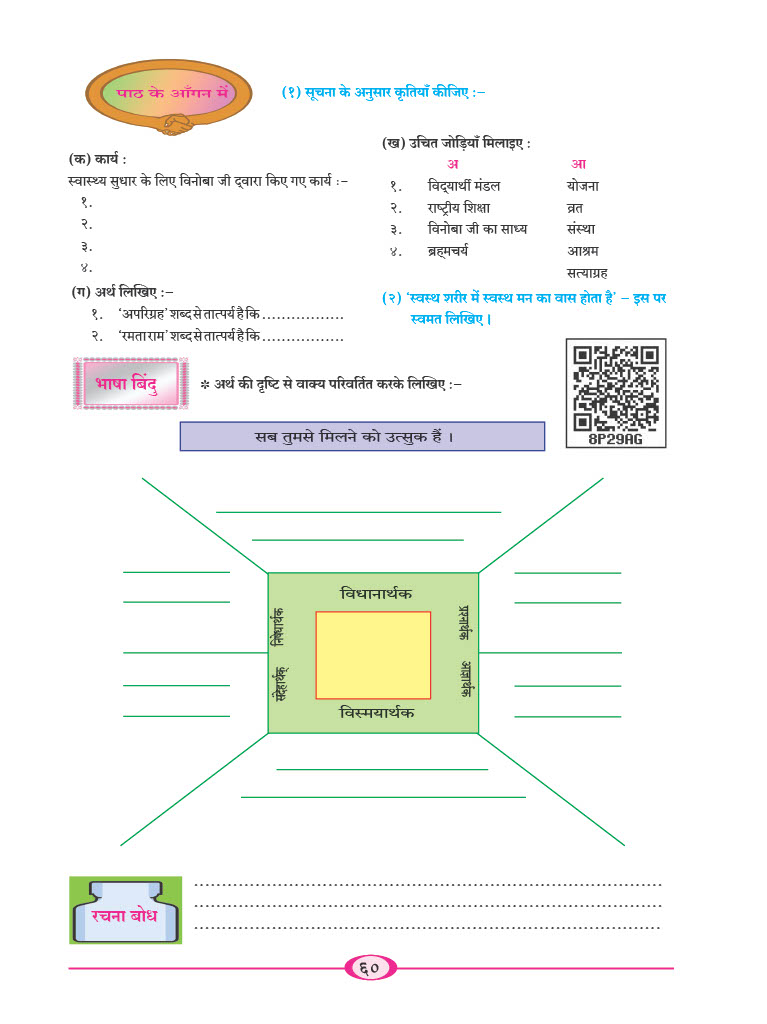 पाठ के आँगन में
(१) सूचना के अनुसार कृतियाँ कीजिए :–
(क) कार्य :
स्वास्थ्य सुधार के लिए विनोबा जी द्‌वारा किए गए कार्य :–
१.
२.
३.
४.
(ख) उचित जोड़ियाँ मिलाइए :
अ आ
१. विद्‌यार्थी मंडल योजना
२. राष्ट्रीय शिक्षा व्रत
३. विनोबा जी का साध्य संस्था
४. ब्रह्मचर्य आश्रम
सत्याग्रह
(ग) अर्थ लिखिए :–
१. ‘अपरिग्रह’ शब्द से तात्पर्य है कि .................
२. ‘रमता राम’ शब्द से तात्पर्य है कि .................
(२) ‘स्वस्थ शरीर में स्वस्थ मन का वास होता है’ – इस पर
स्वमत लिखिए ।
भाषा बिंदु
* अर्थ की दृष्टि से वाक्य परिवर्तित करके लिखिए :–
8P29AG
सब तुमसे मिलने को उत्सुक हैं ।
विधानार्थक
निषेधार्थक
प्रश्नार्थक
संदेहार्थक
आज्ञार्थक
विस्मयार्थक
रचना बोध
..................................................................................
..................................................................................
..................................................................................
६०